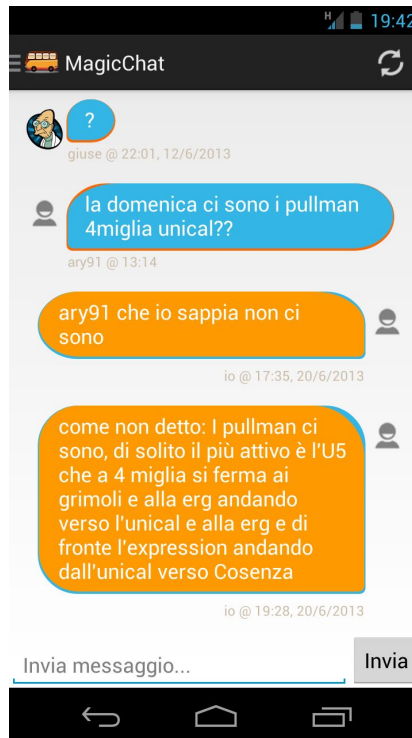 H 19:42
MagicChat
?
giuse @ 22:01, 12/6/2013
la domenica ci sono i pullman
4miglia unical??
ary91 @ 13:14
ary91 che io sappia non ci
sono
io @ 17:35, 20/6/2013
come non detto: I pullman ci
sono, di solito il più attivo è l'U5
che a 4 miglia si ferma ai
grimoli e alla erg andando
verso l'unical e alla erg e di
fronte l'expression andando
dall'unical verso Cosenza
io @ 19:28, 20/6/2013
Invia messaggio...
Invia